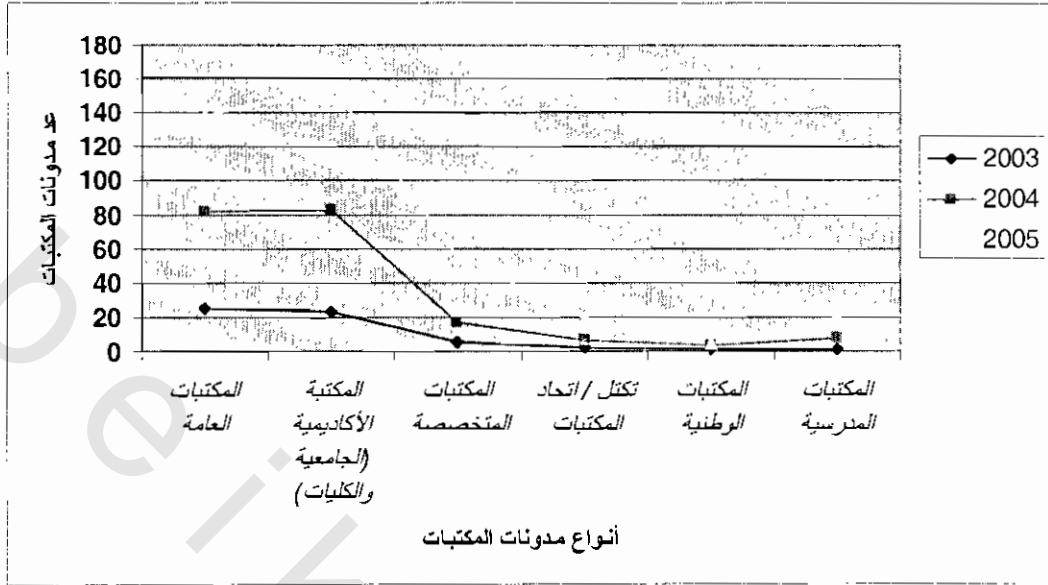 180
160
140
120
100
80
60
40
20
0
عد مدونات المكتبات
المكتبات
العامة
المكتبة
الأكاديمية
(الجامعية
والكليات)
المكتبات
المتخصصة
تكتل / اتحاد
المكتبات
المكتبات
الوطنية
المكتبات
المدرسية
أنواع مدونات المكتبات
2003
2004
2005